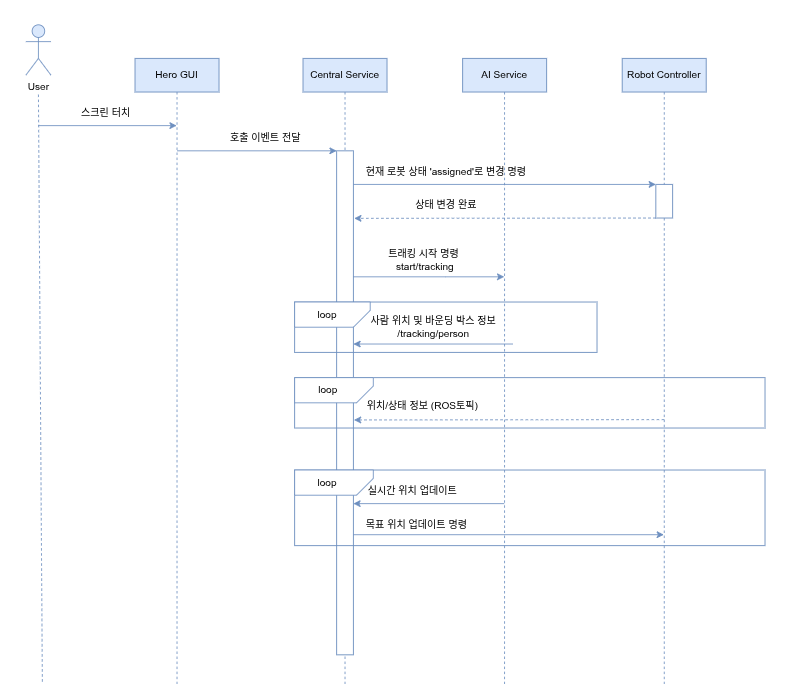 User
Hero GUI
Central Service
AI Service
Robot Controller
스크린 터치
호출 이벤트 전달
현재 로봇 상태 'assigned'로 변경 명령
상태 변경 완료
트래킹 시작 명령
start/tracking
loop
사람 위치 및 바운딩 박스 정보
/tracking/person
loop
위치/상태 정보 (ROS토픽)
loop
실시간 위치 업데이트
목표 위치 업데이트 명령